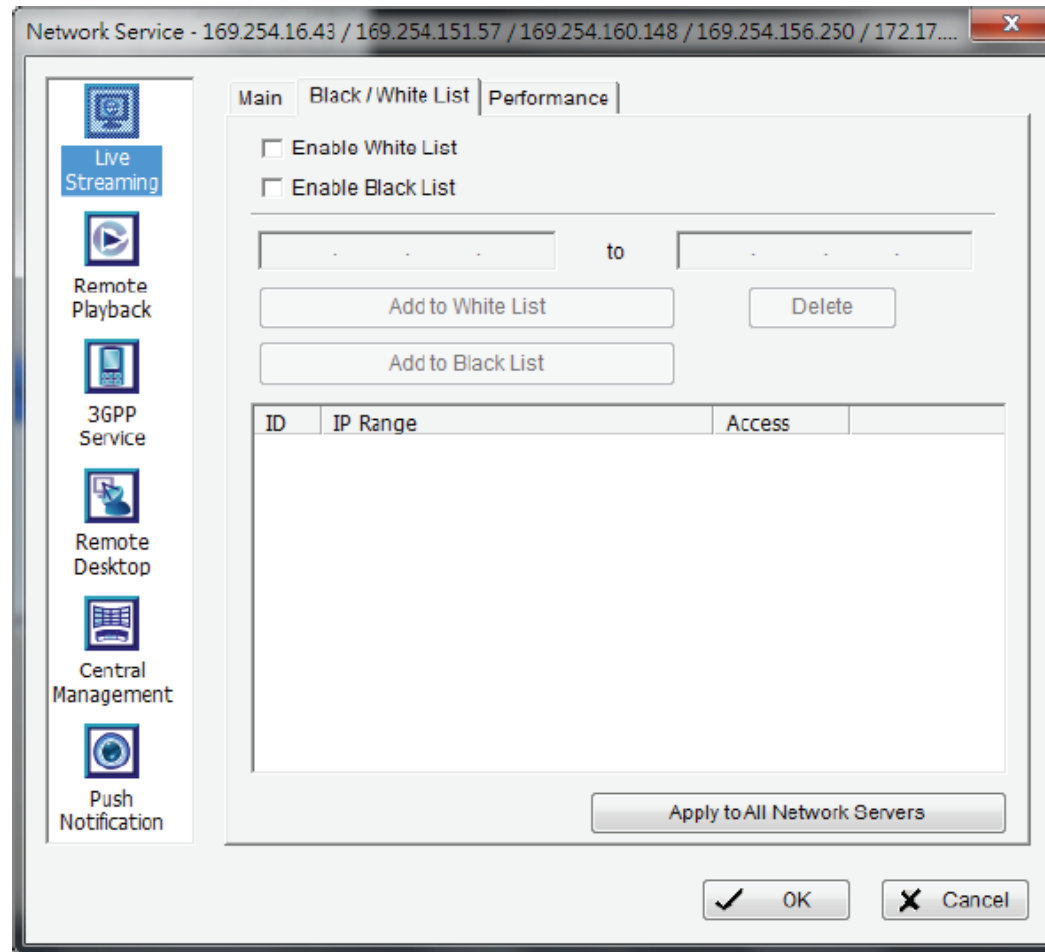 Network Service - 169.254.16.43 / 169.254.151.57 / 169.254.160.148 / 169.254.156.250 / 172.17....
Live
Streaming
Remote
Playback
3GPP
Service
Remote
Desktop
Central
Management
Push
Notification
Main Black / White List Performance
Enable White List
Enable Black List
. . . to . . .
Add to White List Delete
Add to Black List
ID IP Range Access
Apply to All Network Servers
OK Cancel